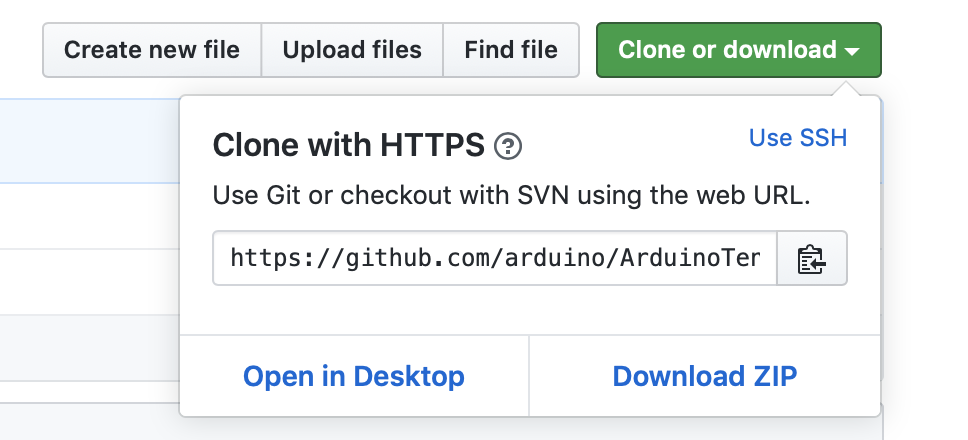 Create new file Upload files Find file Clone or download
Clone with HTTPS Use SSH
Use Git or checkout with SVN using the web URL.
https://github.com/arduino/ArduinoTer
Open in Desktop Download ZIP